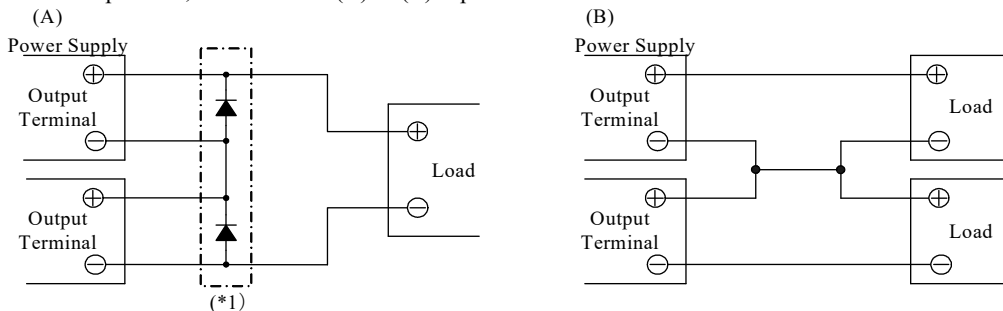 (A)
Power Supply
Output
Terminal
Output
Terminal
Load
(*1)
(B)
Power Supply
Output
Terminal
Output
Terminal
Load
Load